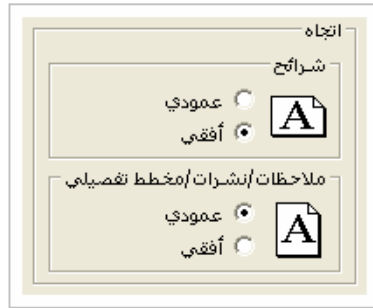 اتجاه
شرائح
عمودي
أفقي
A
ملاحظات/نشرات/مخطط تفصيلي
عمودي
أفقي
A